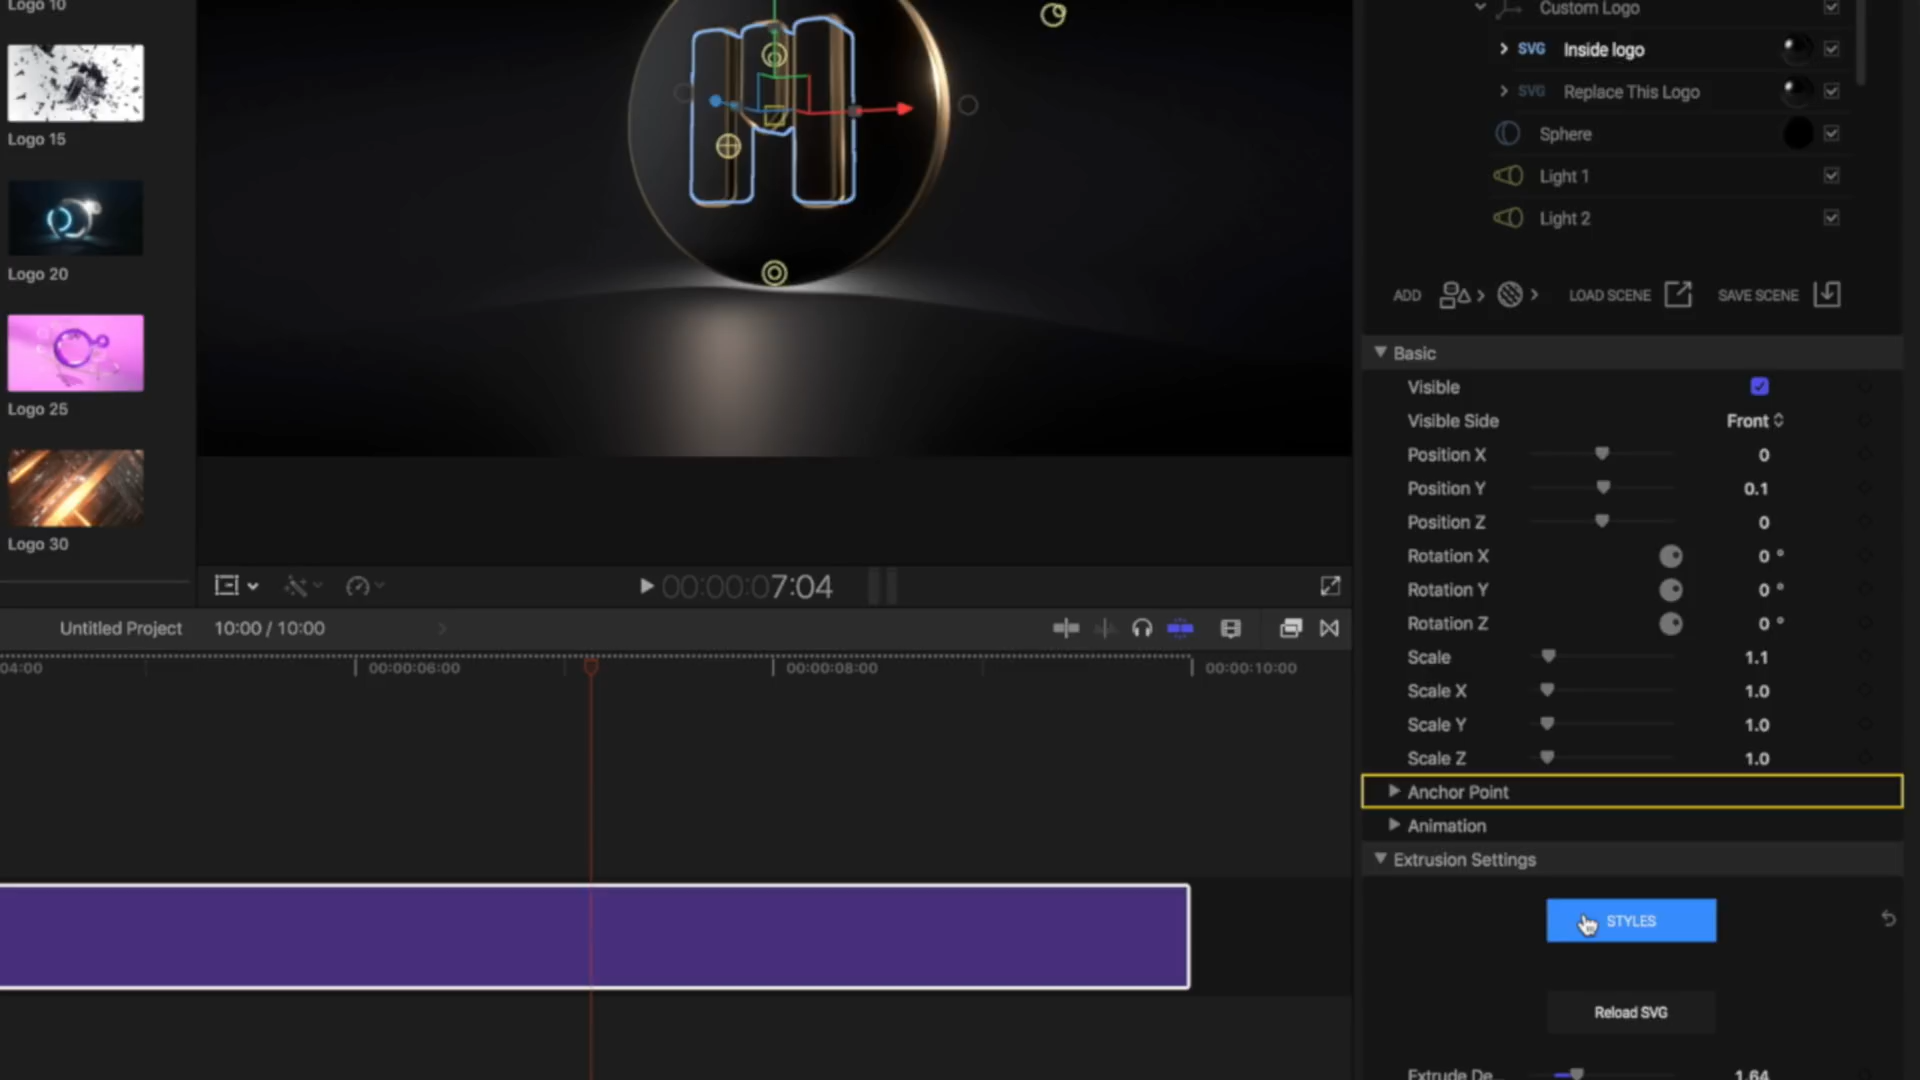 Logo 10
Logo 15
Logo 20
Logo 25
Logo 30
Custom Logo
SVG Inside logo
SVG Replace This Logo
Sphere
Light 1
Light 2
ADD LOAD SCENE SAVE SCENE
Basic
Visible
Visible Side Front
Position X 0
Position Y 0.1
Position Z 0
Rotation X 0 °
Rotation Y 0 °
Rotation Z 0 °
Scale 1.1
Scale X 1.0
Scale Y 1.0
Scale Z 1.0
Anchor Point
Animation
Extrusion Settings
STYLES
Reload SVG
Extrude De... 1.64
00:00:07:04
Untitled Project 10:00 / 10:00
04:00 00:00:06:00 00:00:08:00 00:00:10:00